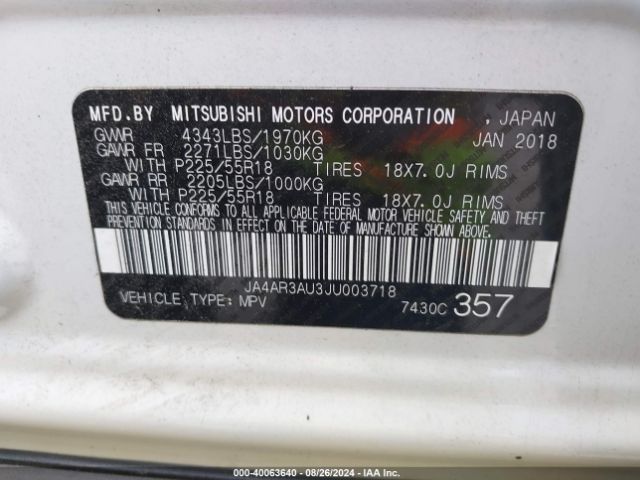 MFD.BY MITSUBISHI MOTORS CORPORATION , JAPAN
GVWR 4343LBS/1970KG JAN 2018
GAWR FR 2271LBS/1030KG
WITH P225/55R18 TIRES 18X7.0J RIMS
GAWR RR 2205LBS/1000KG
WITH P225/55R18 TIRES 18X7.0J RIMS
THIS VEHICLE CONFORMS TO ALL APPLICABLE FEDERAL MOTOR VEHICLE SAFETY AND THEFT
PREVENTION STANDARDS IN EFFECT ON THE DATE OF MANUFACTURE SHOWN ABOVE.
JA4AR3AU3JU003718
VEHICLE TYPE: MPV 7430C 357
000-40063640 - 08/26/2024 - IAA Holdings, LLC